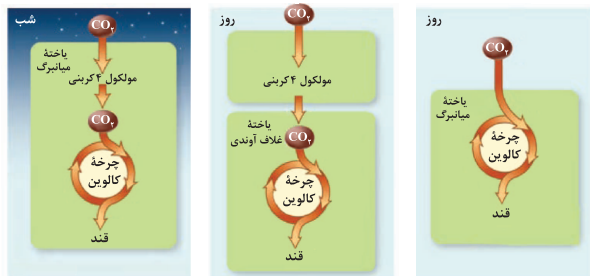 روز
CO₂
یاختهٔ
میانبرگ
چرخهٔ
کالوین
قند
روز
CO₂
مولکول ۴ کربنی
یاختهٔ
غلاف آوندی
CO₂
چرخهٔ
کالوین
قند
شب
CO₂
یاختهٔ
میانبرگ
مولکول ۴ کربنی
CO₂
چرخهٔ
کالوین
قند